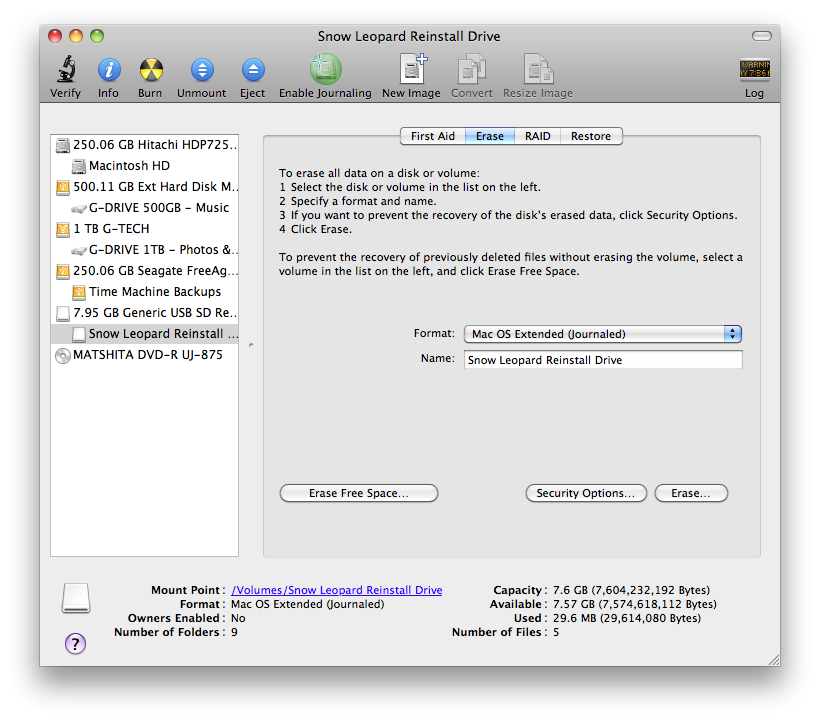 Snow Leopard Reinstall Drive
Verify Info Burn Unmount Eject Enable Journaling New Image Convert Resize Image Log
First Aid Erase RAID Restore
250.06 GB Hitachi HDP725...
Macintosh HD
500.11 GB Ext Hard Disk M...
G-DRIVE 500GB - Music
1 TB G-TECH
G-DRIVE 1TB - Photos &...
250.06 GB Seagate FreeAg...
Time Machine Backups
7.95 GB Generic USB SD Re...
Snow Leopard Reinstall ...
MATSHITA DVD-R UJ-875
To erase all data on a disk or volume:
1 Select the disk or volume in the list on the left.
2 Specify a format and name.
3 If you want to prevent the recovery of the disk's erased data, click Security Options.
4 Click Erase.
To prevent the recovery of previously deleted files without erasing the volume, select a
volume in the list on the left, and click Erase Free Space.
Format: Mac OS Extended (Journaled)
Name: Snow Leopard Reinstall Drive
Erase Free Space... Security Options... Erase...
Mount Point : /Volumes/Snow Leopard Reinstall Drive
Format : Mac OS Extended (Journaled)
Owners Enabled : No
Number of Folders : 9
Capacity : 7.6 GB (7,604,232,192 Bytes)
Available : 7.57 GB (7,574,618,112 Bytes)
Used : 29.6 MB (29,614,080 Bytes)
Number of Files : 5
?